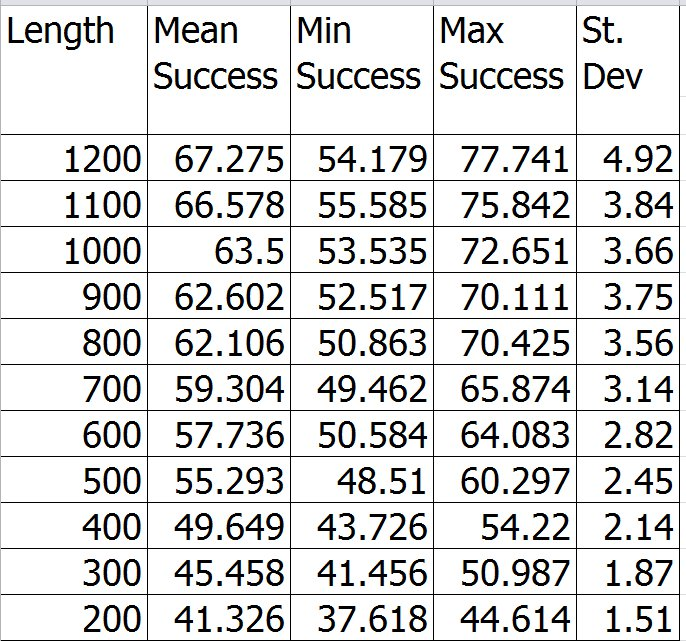 Length Mean Success Min Success Max Success St. Dev
1200 67.275 54.179 77.741 4.92
1100 66.578 55.585 75.842 3.84
1000 63.5 53.535 72.651 3.66
900 62.602 52.517 70.111 3.75
800 62.106 50.863 70.425 3.56
700 59.304 49.462 65.874 3.14
600 57.736 50.584 64.083 2.82
500 55.293 48.51 60.297 2.45
400 49.649 43.726 54.22 2.14
300 45.458 41.456 50.987 1.87
200 41.326 37.618 44.614 1.51